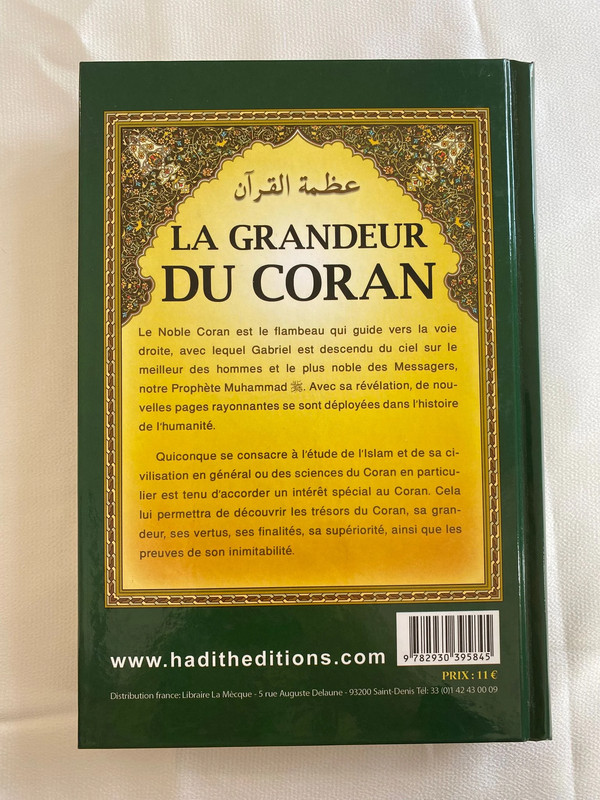 عظمة القرآن
LA GRANDEUR
DU CORAN
Le Noble Coran est le flambeau qui guide vers la voie
droite, avec lequel Gabriel est descendu du ciel sur le
meilleur des hommes et le plus noble des Messagers,
notre Prophète Muhammad ﷺ. Avec sa révélation, de nou-
velles pages rayonnantes se sont déployées dans l'histoire
de l'humanité.
Quiconque se consacre à l'étude de l'Islam et de sa ci-
vilisation en général ou des sciences du Coran en particu-
lier est tenu d'accorder un intérêt spécial au Coran. Cela
lui permettra de découvrir les trésors du Coran, sa gran-
deur, ses vertus, ses finalités, sa supériorité, ainsi que les
preuves de son inimitabilité.
www.haditheditions.com
9 782930 395845
PRIX : 11 €
Distribution france: Libraire La Mècque - 5 rue Auguste Delaune - 93200 Saint-Denis Tél: 33 (0)1 42 43 00 09